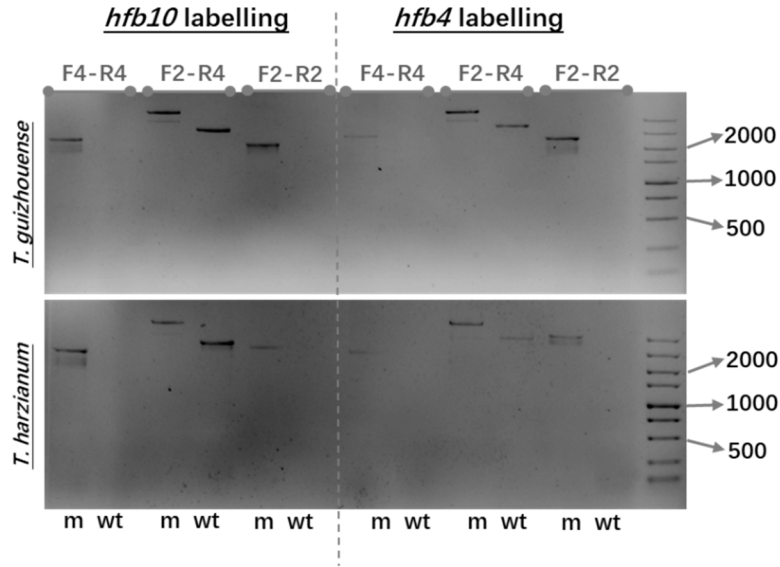 hfb10 labelling hfb4 labelling
F4-R4 F2-R4 F2-R2 F4-R4 F2-R4 F2-R2
T. guizhouense
2000
1000
500
T. harzianum
2000
1000
500
m wt m wt m wt m wt m wt m wt